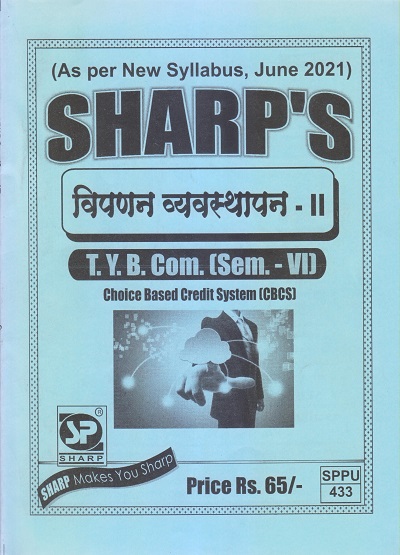 (As per New Syllabus, June 2021)
SHARP'S
विपणन व्यवस्थापन - II
T. Y. B. Com. (Sem. - VI)
Choice Based Credit System (CBCS)
SP
®
SHARP
SHARP Makes You Sharp
Price Rs. 65/-
SPPU
433